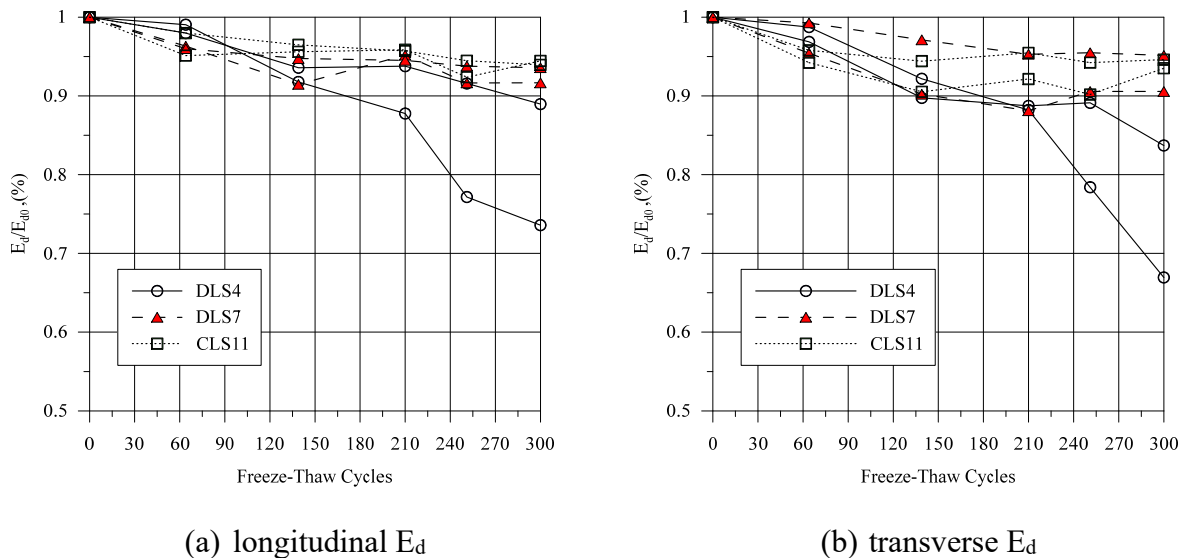 1
0.9
0.8
0.7
0.6
0.5
E_d/E_d0,(%)
DLS4
DLS7
CLS11
0 30 60 90 120 150 180 210 240 270 300
Freeze-Thaw Cycles
(a) longitudinal E_d
1
0.9
0.8
0.7
0.6
0.5
E_d/E_d0,(%)
DLS4
DLS7
CLS11
0 30 60 90 120 150 180 210 240 270 300
Freeze-Thaw Cycles
(b) transverse E_d